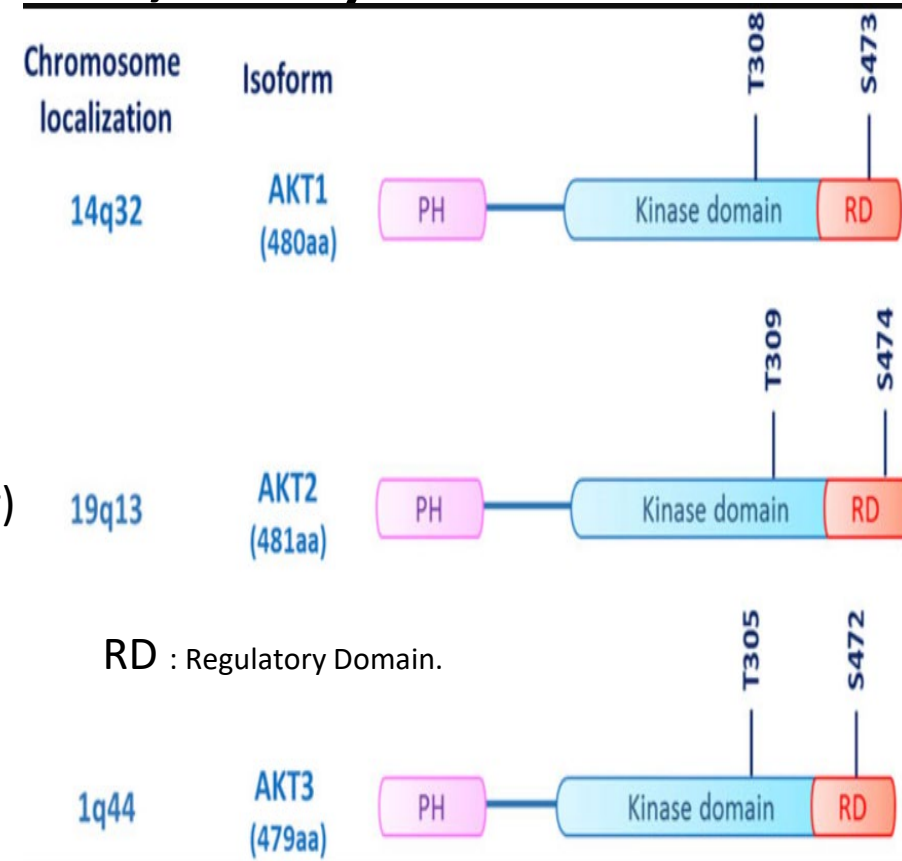 Chromosome localization
Isoform
T308
S473
14q32
AKT1
(480aa)
PH
Kinase domain
RD
T309
S474
)
19q13
AKT2
(481aa)
PH
Kinase domain
RD
RD : Regulatory Domain.
T305
S472
1q44
AKT3
(479aa)
PH
Kinase domain
RD